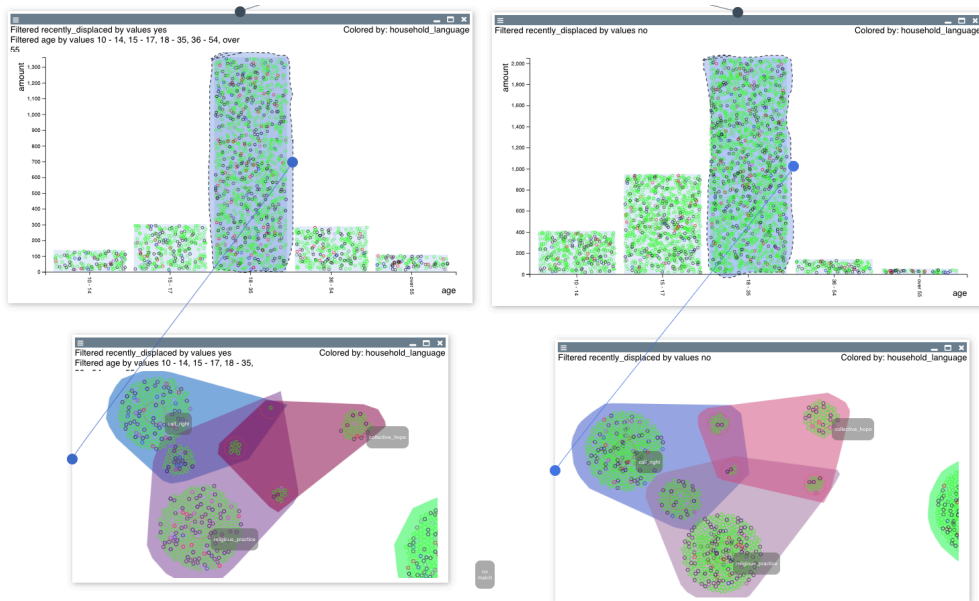 Filtered recently_displaced by values yes
Colored by: household_language
Filtered age by values 10 - 14, 15 - 17, 18 - 35, 36 - 54, over
55
amount
1,300
1,200
1,100
1,000
900
800
700
600
500
400
300
200
100
0
10 - 14
15 - 17
18 - 35
36 - 54
over 55
age
Filtered recently_displaced by values no
Colored by: household_language
amount
2,000
1,800
1,600
1,400
1,200
1,000
800
600
400
200
0
10 - 14
15 - 17
18 - 35
36 - 54
over 55
age
Filtered recently_displaced by values yes
Colored by: household_language
Filtered age by values 10 - 14, 15 - 17, 18 - 35,
call_right
collective_hope
religious_practice
no
match
Filtered recently_displaced by values no
Colored by: household_language
call_right
collective_hope
religious_practice